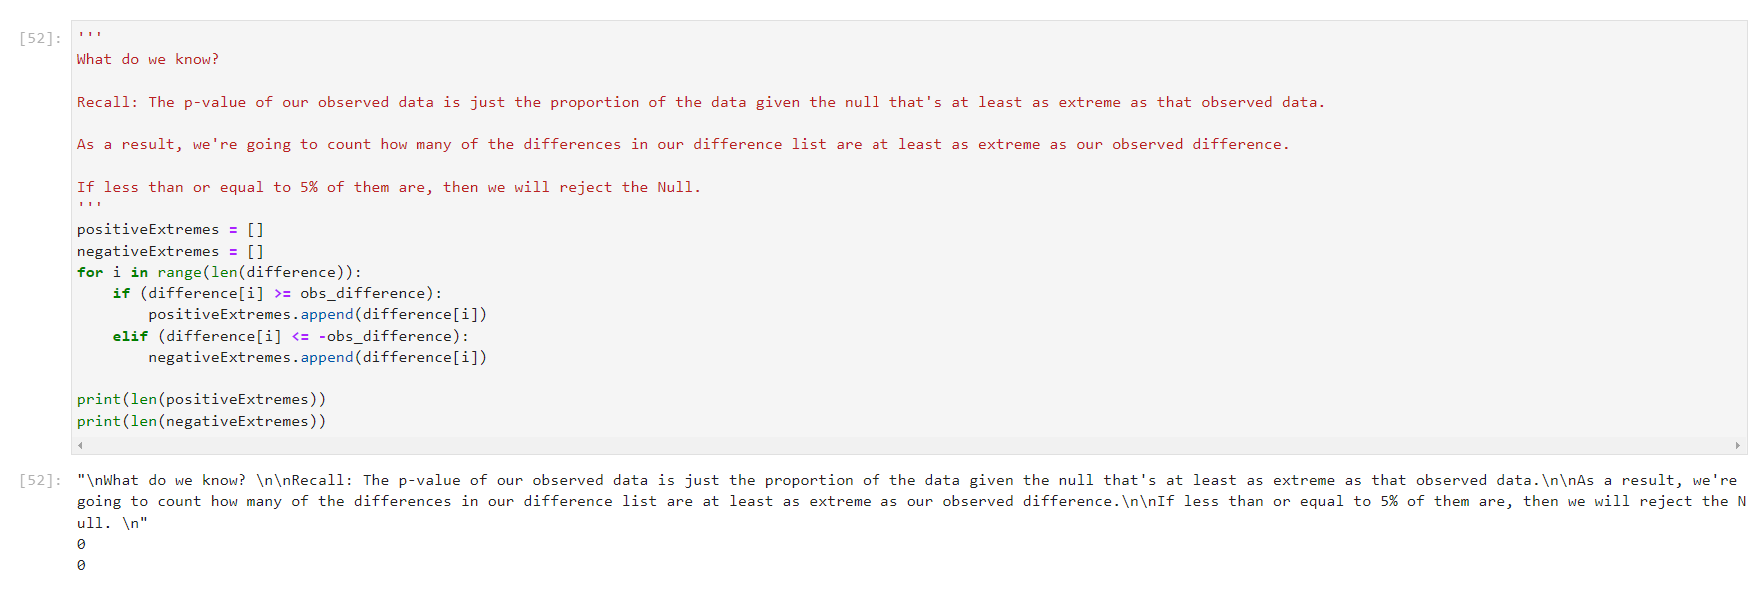 [52]: '''
What do we know?

Recall: The p-value of our observed data is just the proportion of the data given the null that's at least as extreme as that observed data.

As a result, we're going to count how many of the differences in our difference list are at least as extreme as our observed difference.

If less than or equal to 5% of them are, then we will reject the Null.
'''
positiveExtremes = []
negativeExtremes = []
for i in range(len(difference)):
    if (difference[i] >= obs_difference):
        positiveExtremes.append(difference[i])
    elif (difference[i] <= -obs_difference):
        negativeExtremes.append(difference[i])

print(len(positiveExtremes))
print(len(negativeExtremes))
[52]: "\nWhat do we know? \n\nRecall: The p-value of our observed data is just the proportion of the data given the null that's at least as extreme as that observed data.\n\nAs a result, we're
going to count how many of the differences in our difference list are at least as extreme as our observed difference.\n\nIf less than or equal to 5% of them are, then we will reject the N
ull. \n"
0
0